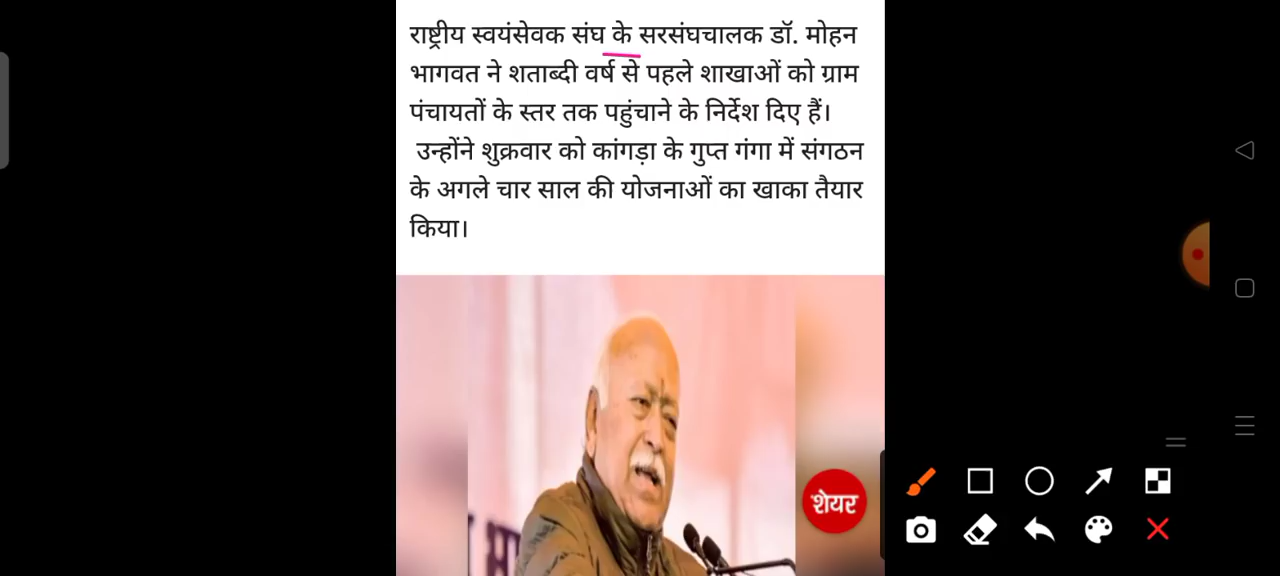 राष्ट्रीय स्वयंसेवक संघ के सरसंघचालक डॉ. मोहन
भागवत ने शताब्दी वर्ष से पहले शाखाओं को ग्राम
पंचायतों के स्तर तक पहुंचाने के निर्देश दिए हैं।
उन्होंने शुक्रवार को कांगड़ा के गुप्त गंगा में संगठन
के अगले चार साल की योजनाओं का खाका तैयार
किया।
शेयर